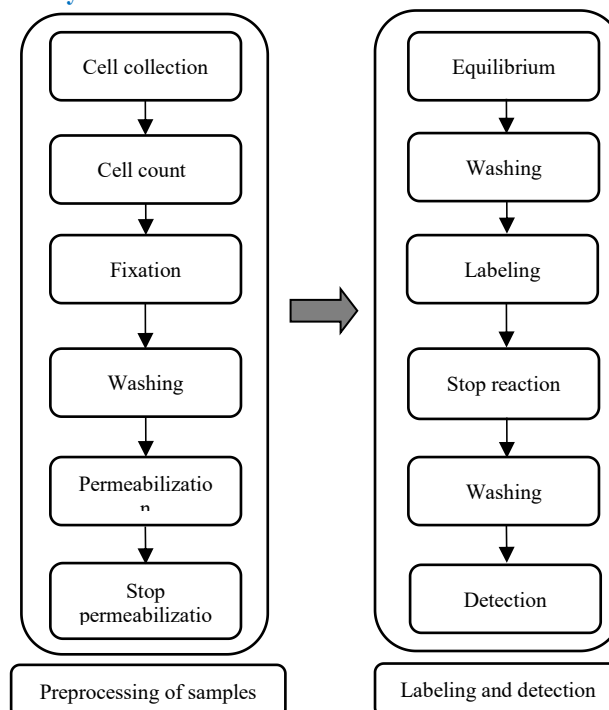 Cell collection
Cell count
Fixation
Washing
Permeabilizatio
n
Stop
permeabilizatio
Preprocessing of samples
Equilibrium
Washing
Labeling
Stop reaction
Washing
Detection
Labeling and detection